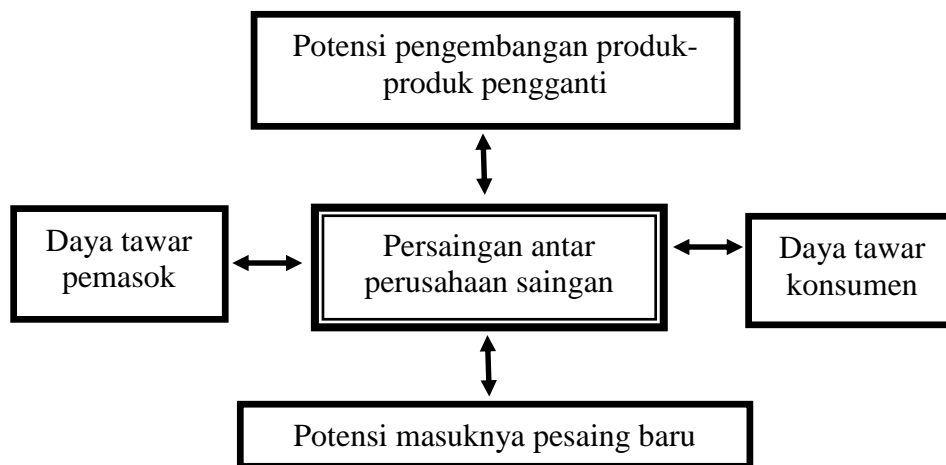 Potensi pengembangan produk-
produk pengganti
Daya tawar
pemasok
Persaingan antar
perusahaan saingan
Daya tawar
konsumen
Potensi masuknya pesaing baru